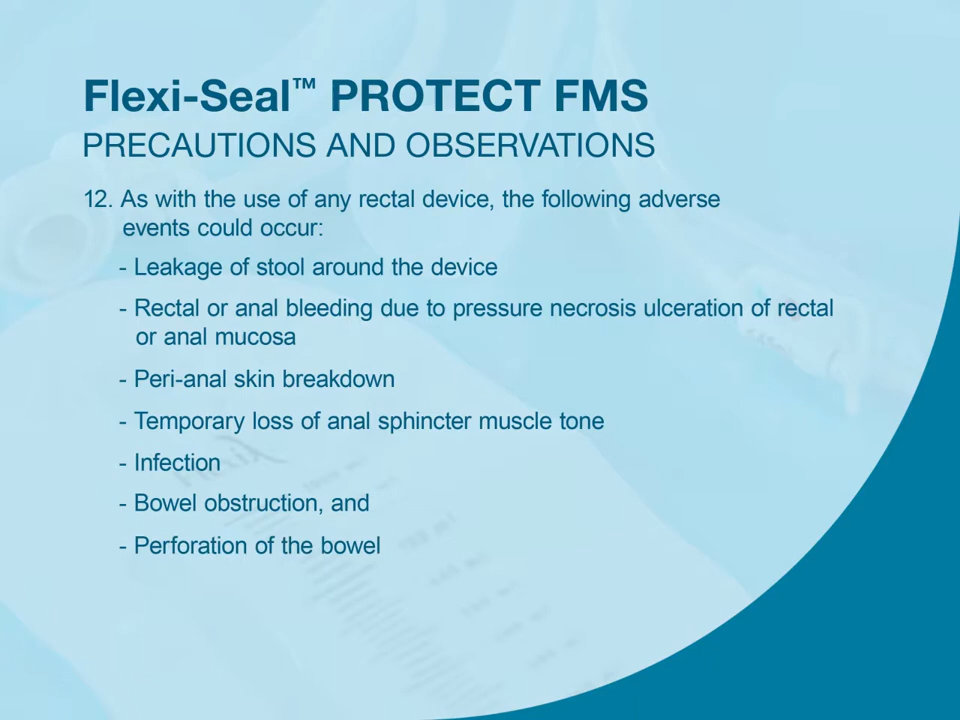 Flexi-Seal™ PROTECT FMS
PRECAUTIONS AND OBSERVATIONS
12. As with the use of any rectal device, the following adverse
events could occur:
- Leakage of stool around the device
- Rectal or anal bleeding due to pressure necrosis ulceration of rectal
or anal mucosa
- Peri-anal skin breakdown
- Temporary loss of anal sphincter muscle tone
- Infection
- Bowel obstruction, and
- Perforation of the bowel